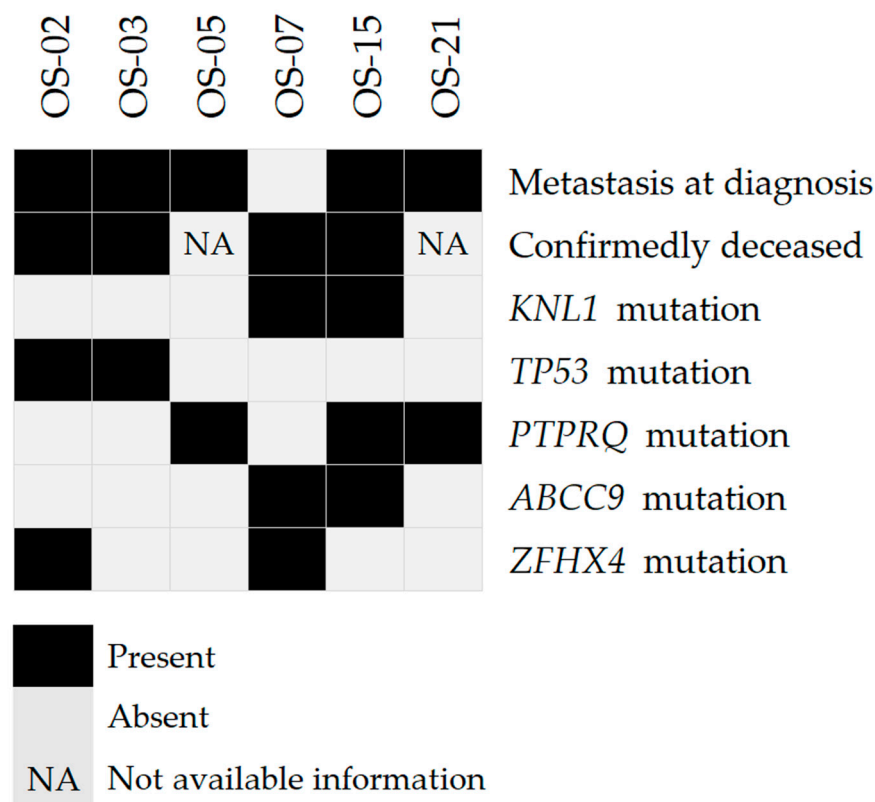 OS-02 OS-03 OS-05 OS-07 OS-15 OS-21
Metastasis at diagnosis
NA NA Confirmedly deceased
KNL1 mutation
TP53 mutation
PTPRQ mutation
ABCC9 mutation
ZFHX4 mutation
Present
Absent
NA Not available information